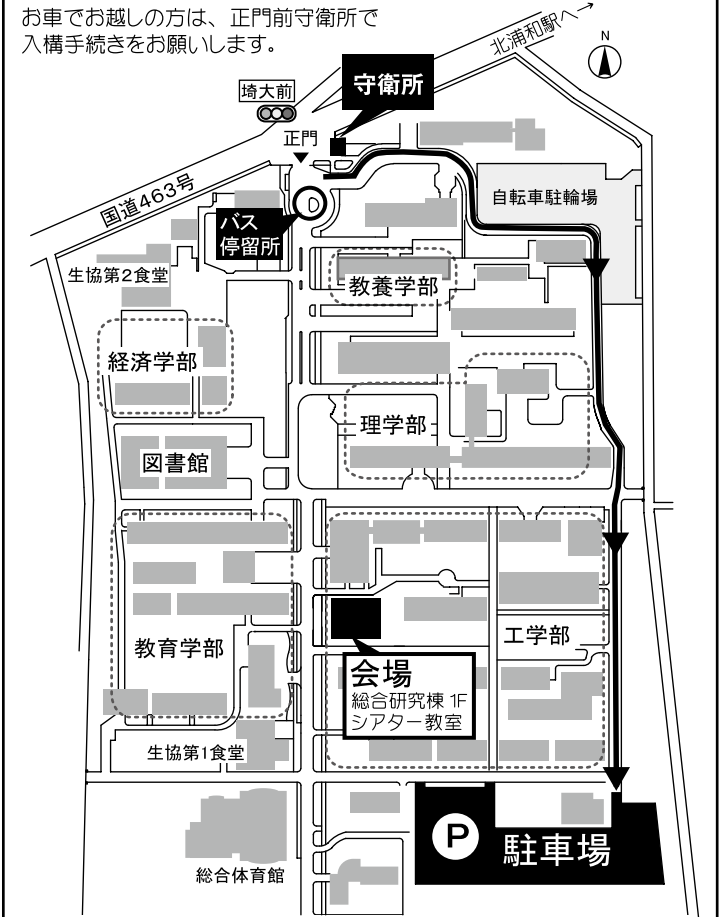 お車でお越しの方は、正門前守衛所で
入構手続きをお願いします。
北浦和駅へ→
N
守衛所
埼大前
正門
国道463号
バス
停留所
自転車駐輪場
生協第2食堂
教養学部
経済学部
理学部
図書館
工学部
教育学部
会場
総合研究棟 1F
シアター教室
生協第1食堂
P
駐車場
総合体育館